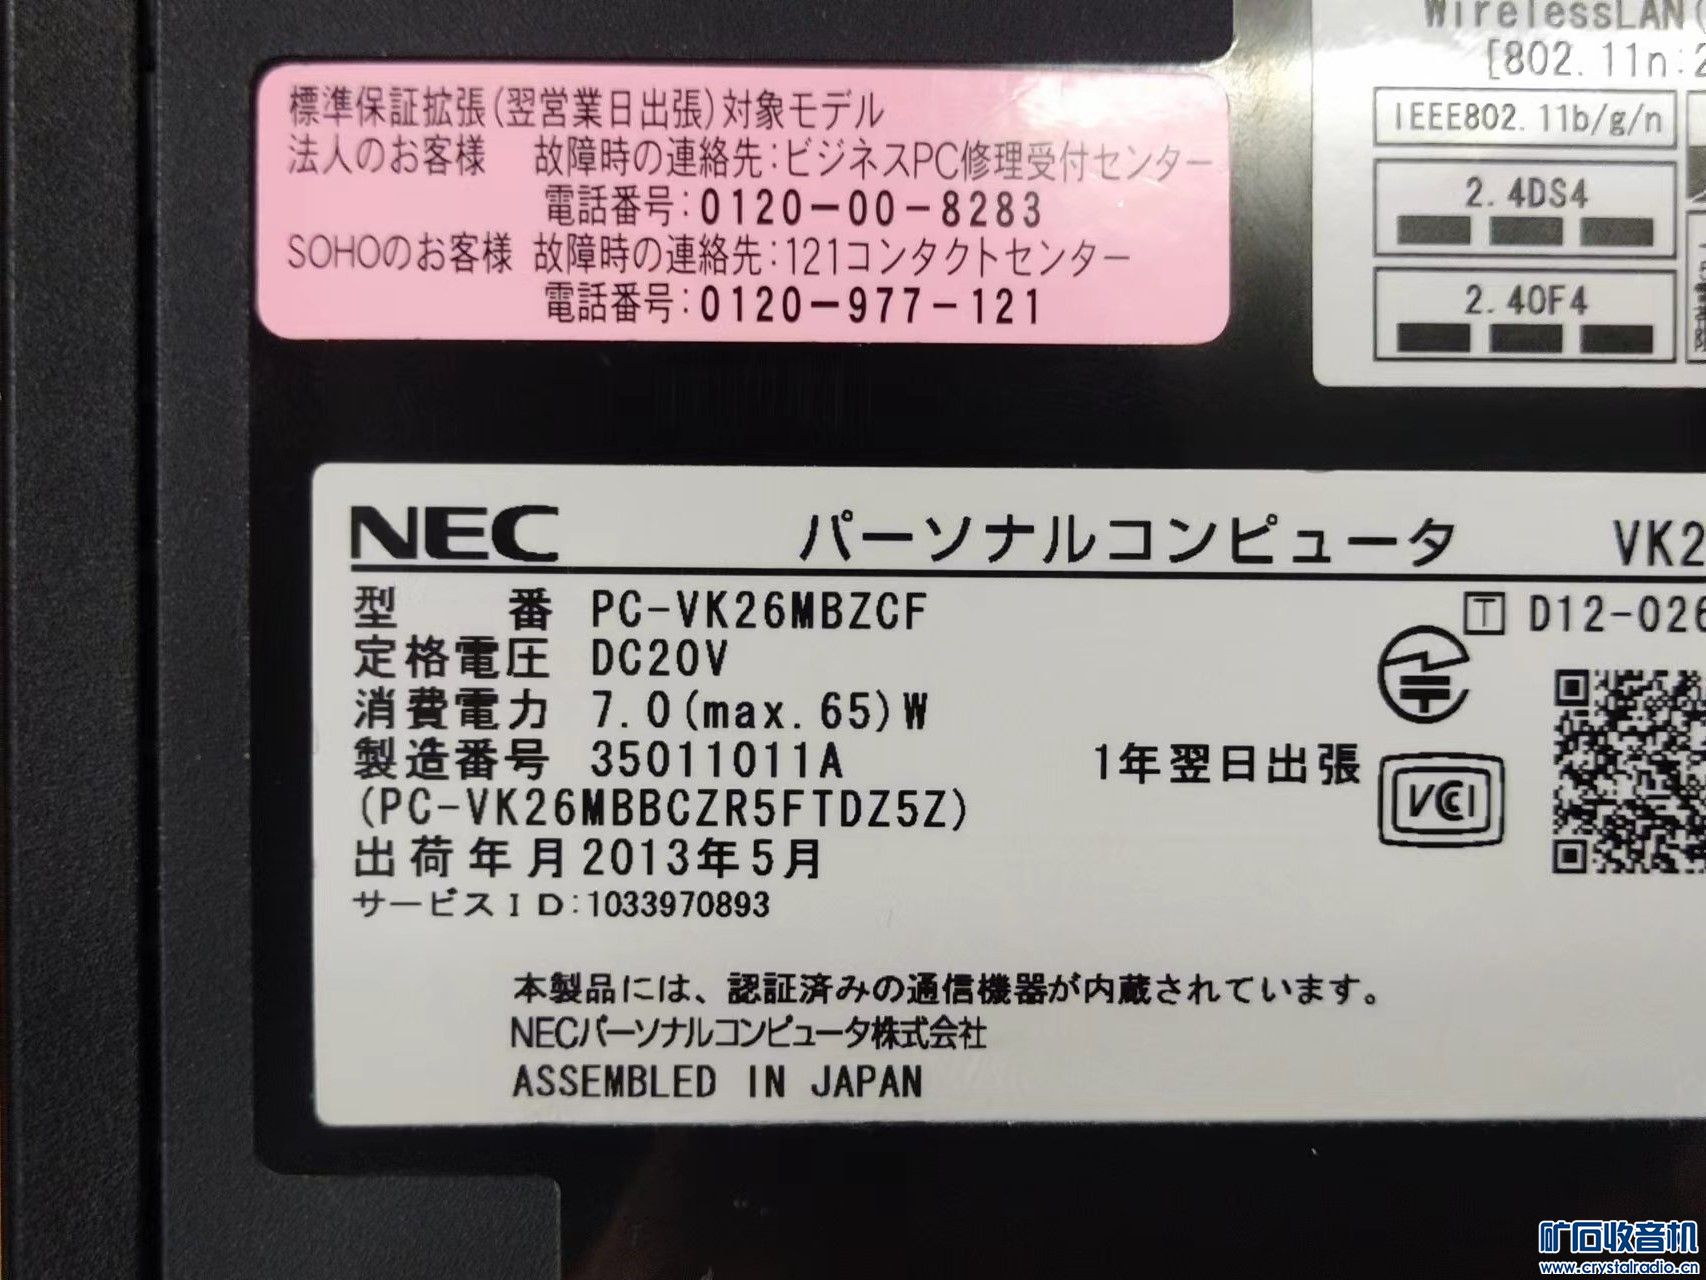 標準保証拡張(翌営業日出張)対象モデル
法人のお客様 故障時の連絡先:ビジネスPC修理受付センター
電話番号:0120-00-8283
SOHOのお客様 故障時の連絡先:121コンタクトセンター
電話番号:0120-977-121
WirelessLAN(
[802.11n:2
IEEE802.11b/g/n
2.4DS4
2.4OF4
NEC パーソナルコンピュータ VK2
型 番 PC-VK26MBZCF
T D12-026
定格電圧 DC20V
消費電力 7.0(max.65)W
製造番号 35011011A
1年翌日出張
VCCI
(PC-VK26MBBCZR5FTDZ5Z)
出荷年月2013年5月
サービスID:1033970893
本製品には、認証済みの通信機器が内蔵されています。
NECパーソナルコンピュータ株式会社
ASSEMBLED IN JAPAN
矿石收音机
www.crystalradio.cn